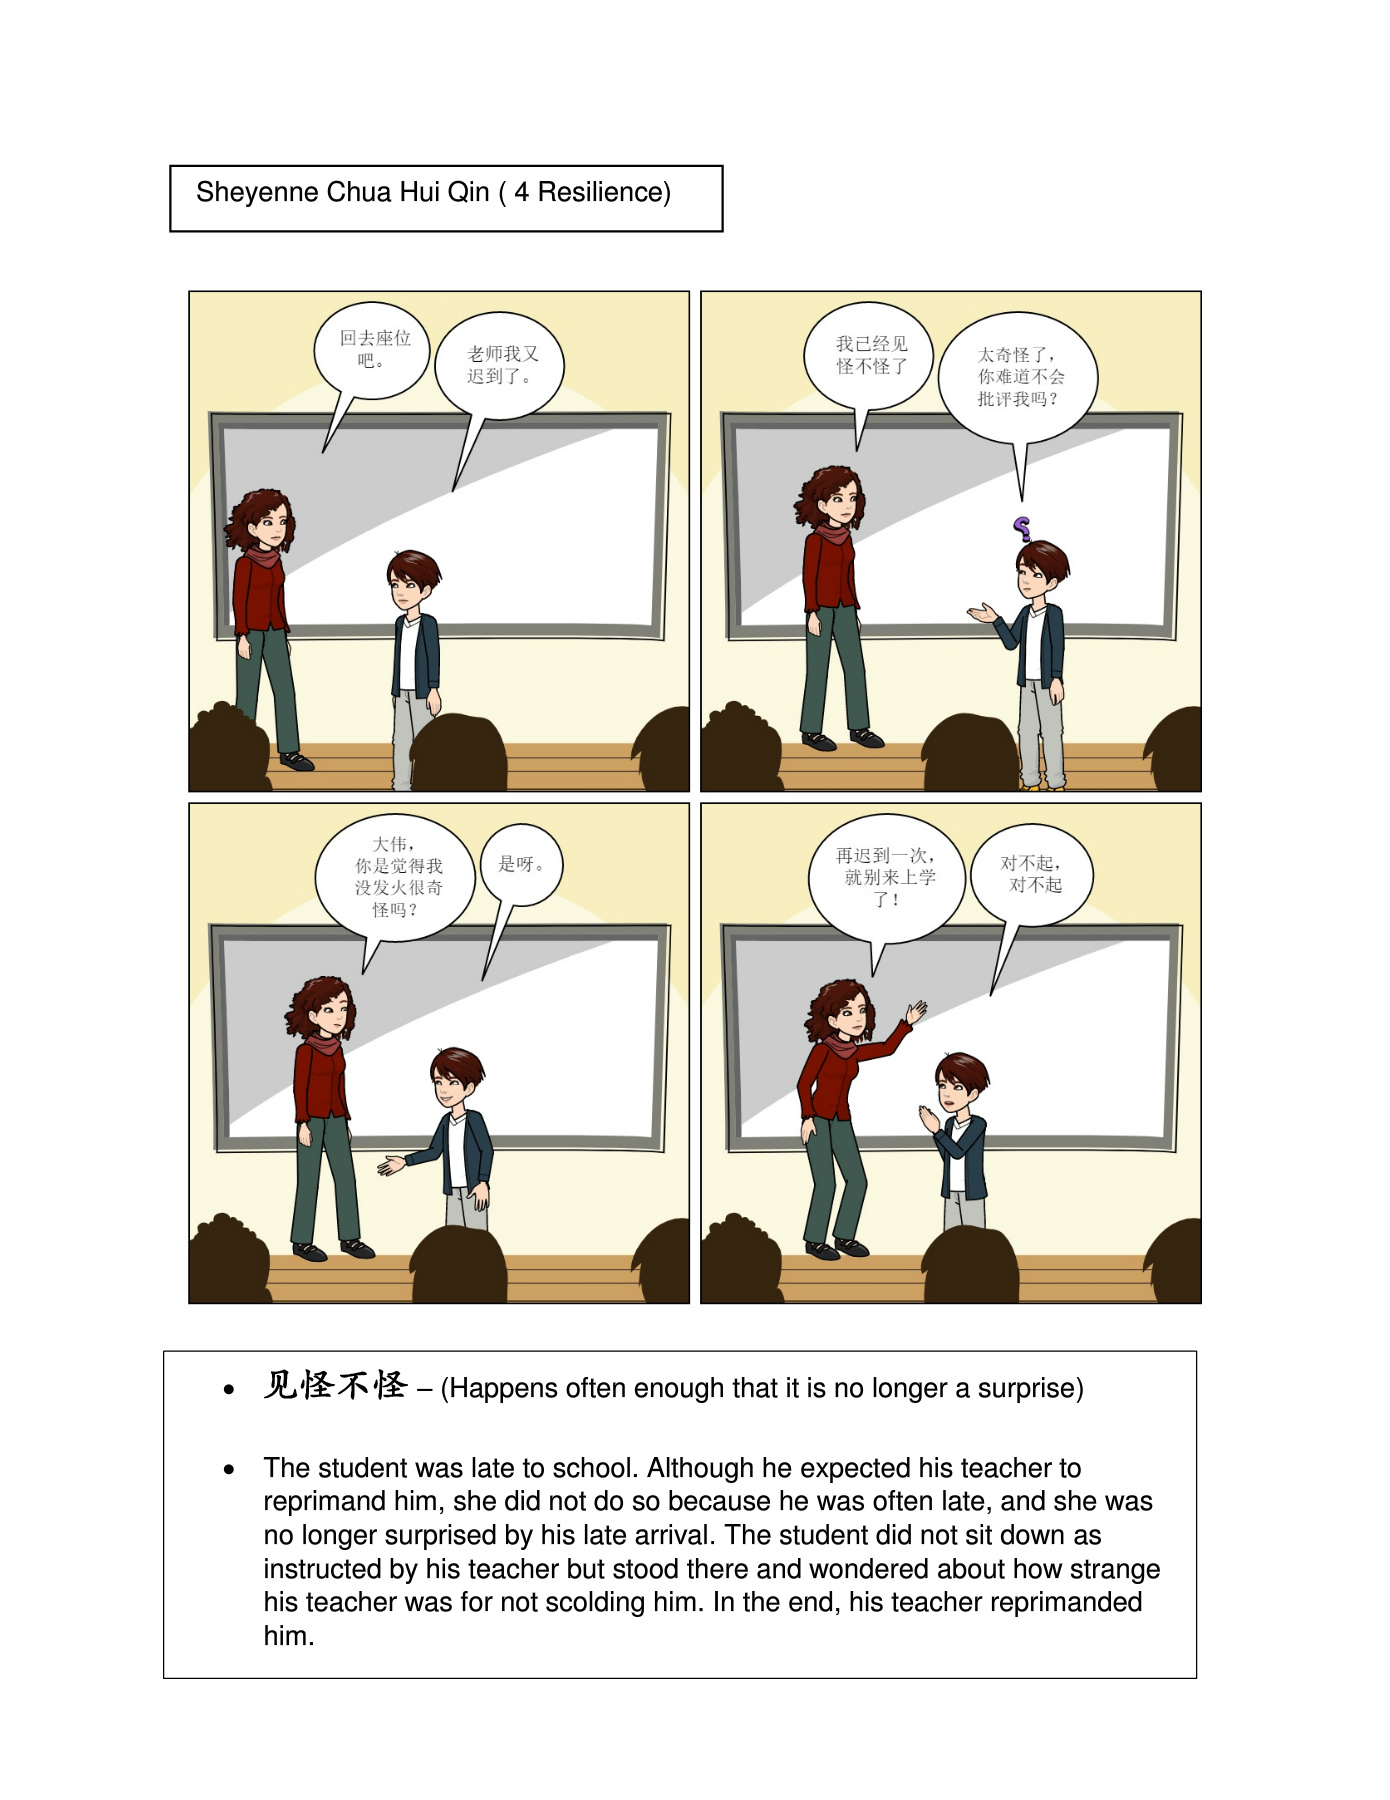 Sheyenne Chua Hui Qin ( 4 Resilience)
回去座位
吧。
老师我又
迟到了。
我已经见
怪不怪了
太奇怪了，
你难道不会
批评我吗？
大伟，
你是觉得我
没发火很奇
怪吗？
是呀。
再迟到一次，
就别来上学
了！
对不起，
对不起
• 见怪不怪 – (Happens often enough that it is no longer a surprise)
• The student was late to school. Although he expected his teacher to
reprimand him, she did not do so because he was often late, and she was
no longer surprised by his late arrival. The student did not sit down as
instructed by his teacher but stood there and wondered about how strange
his teacher was for not scolding him. In the end, his teacher reprimanded
him.